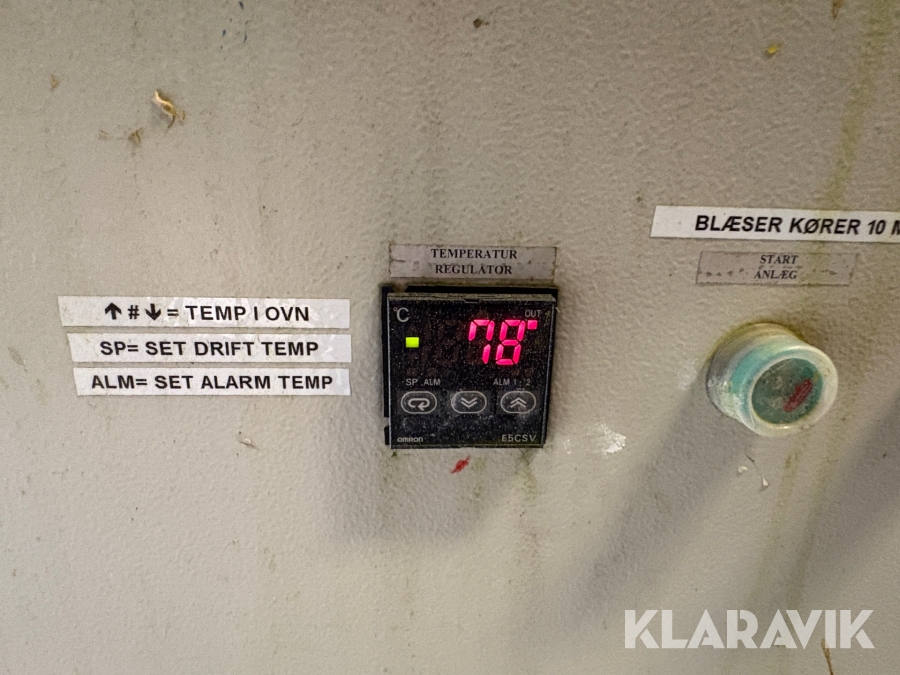 BLÆSER KØRER 10 M
TEMPERATUR
REGULATOR
START
ANLÆG
↑ # ↓ = TEMP I OVN
SP= SET DRIFT TEMP
ALM= SET ALARM TEMP
°C
OUT
78
SP ALM
ALM 1 2
omron
E5CSV
KLARAVIK